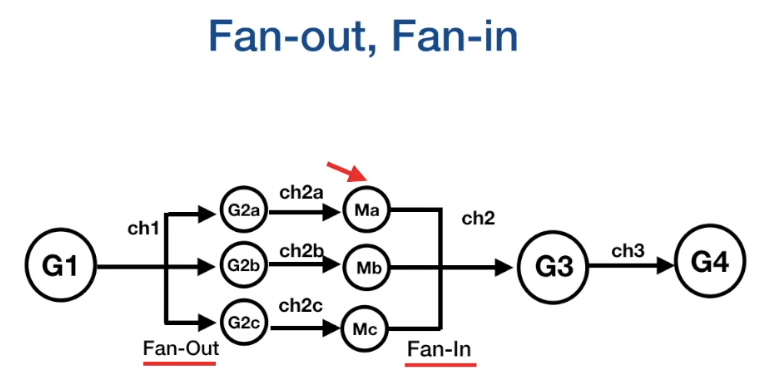 Fan-out, Fan-in
ch1
G1
G2a
ch2a
Ma
G2b
ch2b
Mb
G2c
ch2c
Mc
ch2
G3
ch3
G4
Fan-Out
Fan-In